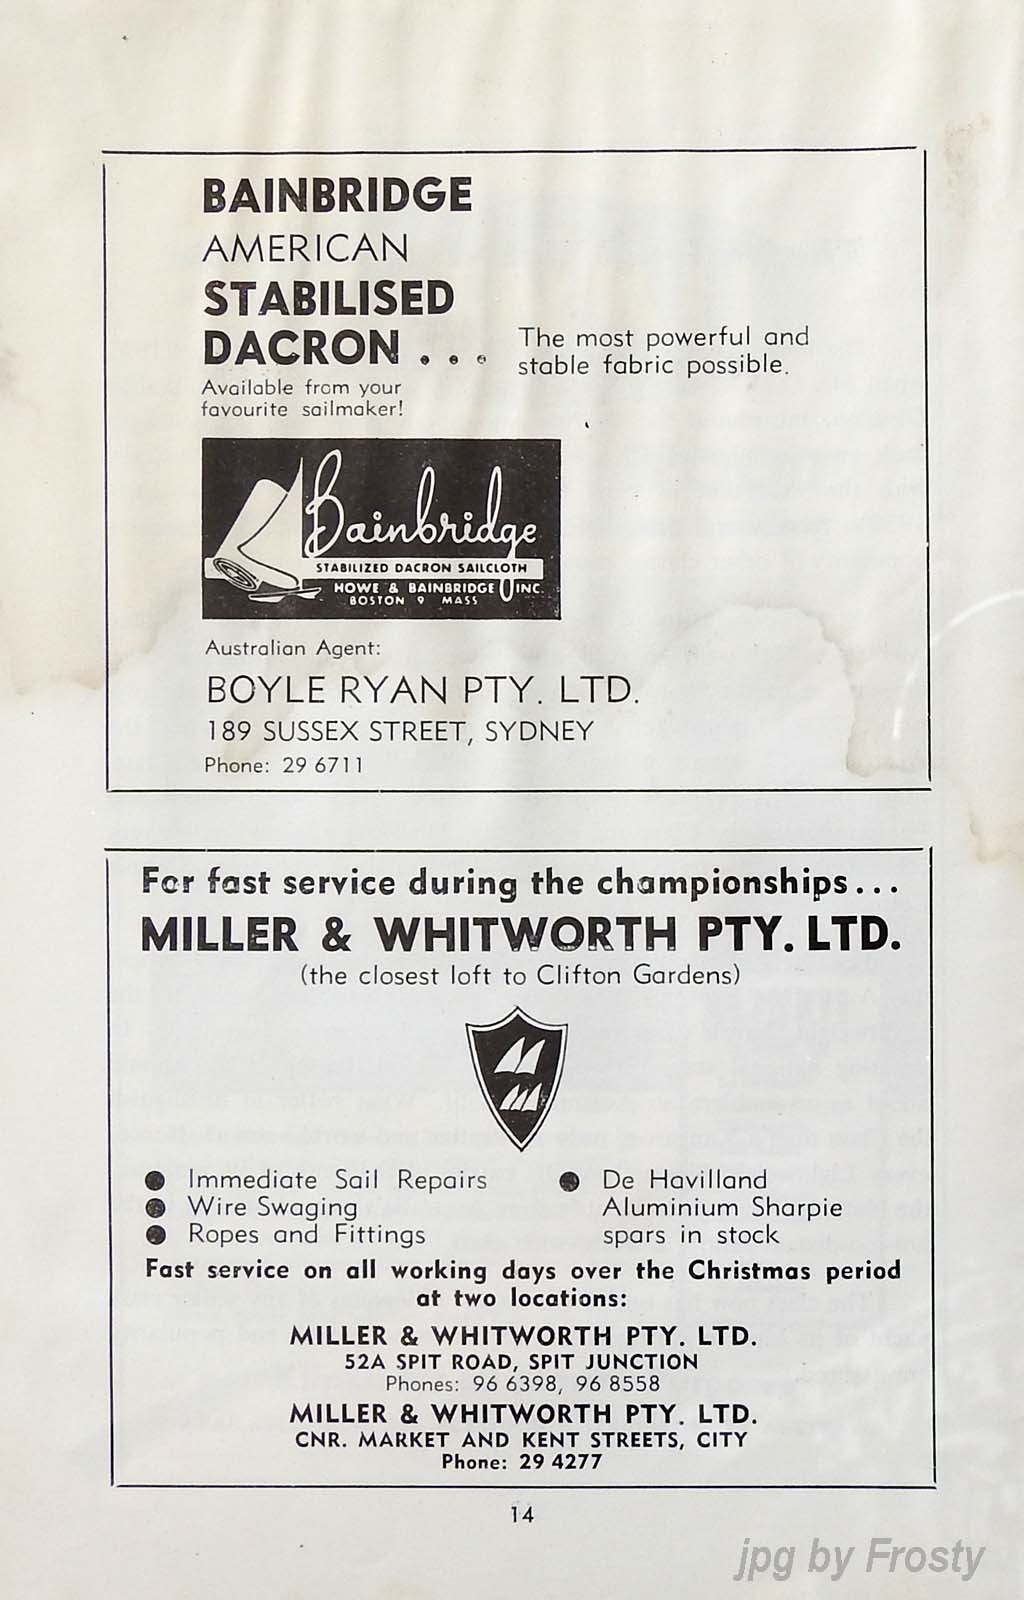 BAINBRIDGE
AMERICAN
STABILISED
DACRON . . .
The most powerful and
stable fabric possible.
Available from your
favourite sailmaker!
Bainbridge
STABILIZED DACRON SAILCLOTH
HOWE & BAINBRIDGE INC.
BOSTON 9 MASS
Australian Agent:
BOYLE RYAN PTY. LTD.
189 SUSSEX STREET, SYDNEY
Phone: 29 6711
For fast service during the championships...
MILLER & WHITWORTH PTY. LTD.
(the closest loft to Clifton Gardens)
● Immediate Sail Repairs
● Wire Swaging
● Ropes and Fittings
● De Havilland
Aluminium Sharpie
spars in stock
Fast service on all working days over the Christmas period
at two locations:
MILLER & WHITWORTH PTY. LTD.
52A SPIT ROAD, SPIT JUNCTION
Phones: 96 6398, 96 8558
MILLER & WHITWORTH PTY. LTD.
CNR. MARKET AND KENT STREETS, CITY
Phone: 29 4277
14
jpg by Frosty